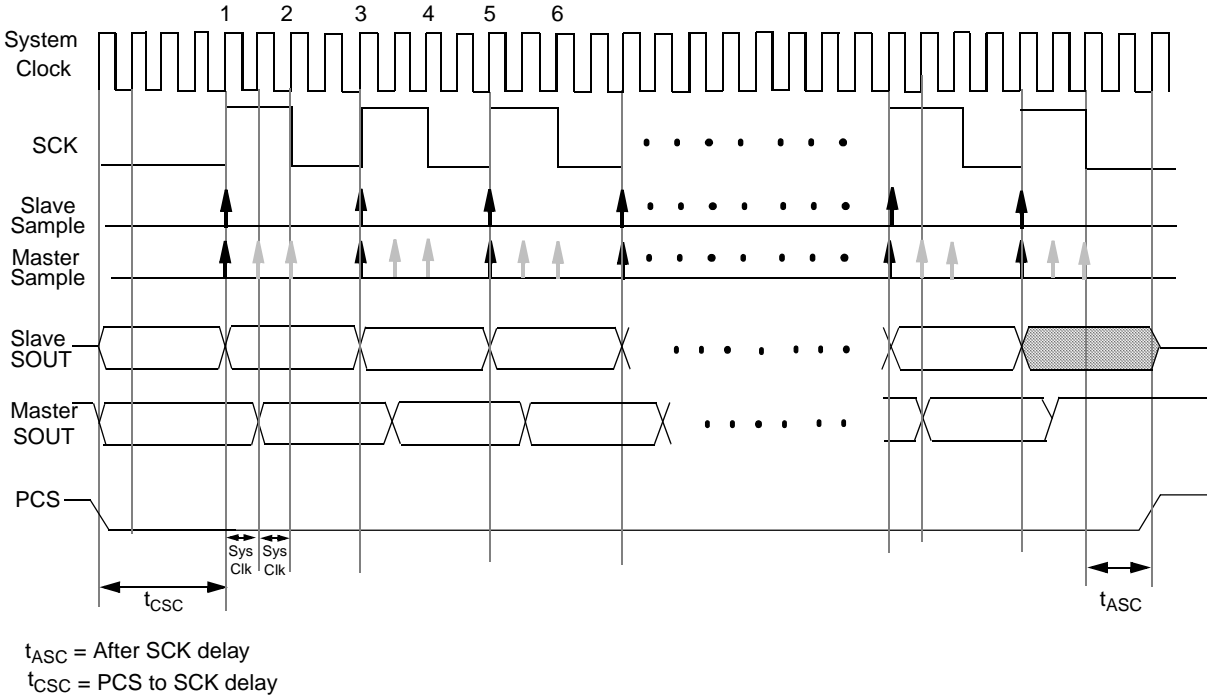 1 2 3 4 5 6
System
Clock
SCK
Slave
Sample
Master
Sample
Slave
SOUT
Master
SOUT
PCS
Sys Sys
Clk Clk
tCSC
tASC
tASC = After SCK delay
tCSC = PCS to SCK delay